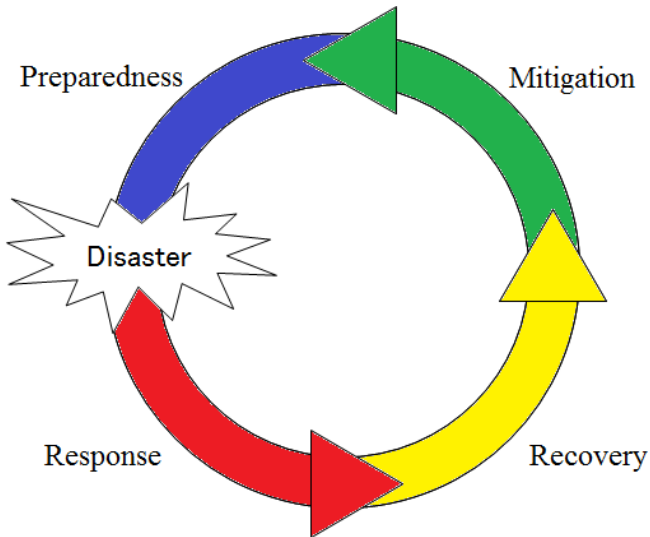 Preparedness
Mitigation
Disaster
Response
Recovery